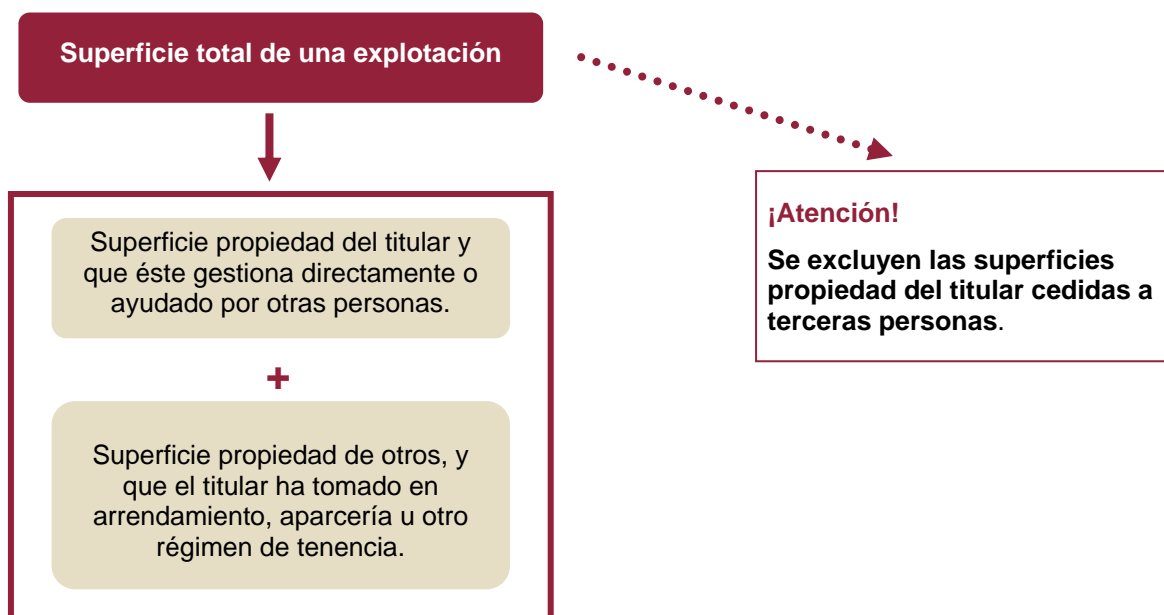 Superficie total de una explotación
Superficie propiedad del titular y
que éste gestiona directamente o
ayudado por otras personas.
+
Superficie propiedad de otros, y
que el titular ha tomado en
arrendamiento, aparcería u otro
régimen de tenencia.
¡Atención!
Se excluyen las superficies
propiedad del titular cedidas a
terceras personas.